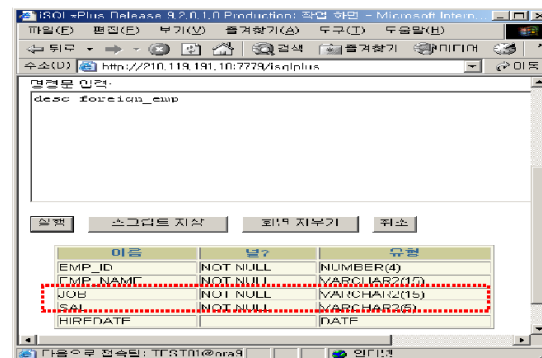 iSQL*Plus Release 9.2.0.1.0 Production: 작업 화면 - Microsoft Intern...
파일(F) 편집(E) 보기(V) 즐겨찾기(A) 도구(T) 도움말(H)
뒤로 검색 즐겨찾기 미디어
주소(D) http://210.119.191.10:7779/isqlplus 이동
명령문 입력:
desc foreign_emp
실행 스크립트 저장 화면 지우기 취소
이름 널? 유형
EMP_ID NOT NULL NUMBER(4)
EMP_NAME NOT NULL VARCHAR2(15)
JOB NOT NULL VARCHAR2(15)
SAL NOT NULL
HIREDATE DATE
다음으로 접속됨: TEST01@ora9 인터넷